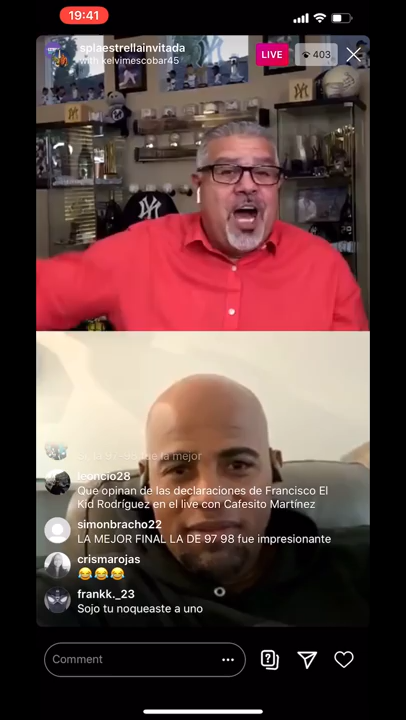 19:41
splaestrellainvitada
with kelvimescobar45
LIVE
403
la mejor
leoncio28
Que opinan de las declaraciones de Francisco El
Kid Rodríguez en el live con Cafesito Martínez
simonbracho22
LA MEJOR FINAL LA DE 97 98 fue impresionante
crismarojas
😂😂😂
frankk._23
Sojo tu noqueaste a uno
Comment